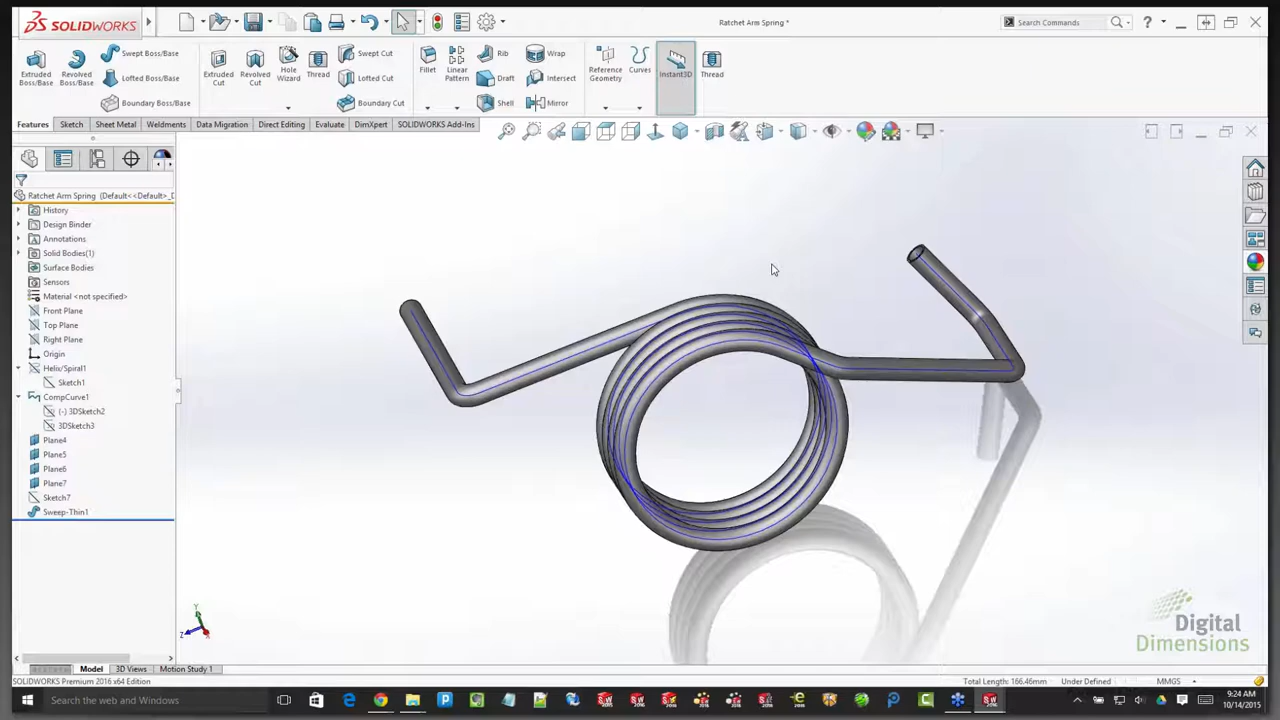 SOLIDWORKS
Ratchet Arm Spring *
Search Commands
?
Extruded Boss/Base
Revolved Boss/Base
Swept Boss/Base
Lofted Boss/Base
Boundary Boss/Base
Extruded Cut
Revolved Cut
Hole Wizard
Thread
Swept Cut
Lofted Cut
Boundary Cut
Fillet
Linear Pattern
Rib
Draft
Shell
Wrap
Intersect
Mirror
Reference Geometry
Curves
Instant3D
Thread
Features
Sketch
Sheet Metal
Weldments
Data Migration
Direct Editing
Evaluate
DimXpert
SOLIDWORKS Add-Ins
Ratchet Arm Spring (Default<<Default>_D
History
Design Binder
Annotations
Solid Bodies(1)
Surface Bodies
Sensors
Material <not specified>
Front Plane
Top Plane
Right Plane
Origin
Helix/Spiral1
Sketch1
CompCurve1
(-) 3DSketch2
3DSketch3
Plane4
Plane5
Plane6
Plane7
Sketch7
Sweep-Thin1
Y
Z
X
Digital
Dimensions
Model
3D Views
Motion Study 1
SOLIDWORKS Premium 2016 x64 Edition
Total Length: 166.46mm
Under Defined
MMGS
Search the web and Windows
9:24 AM
10/14/2015